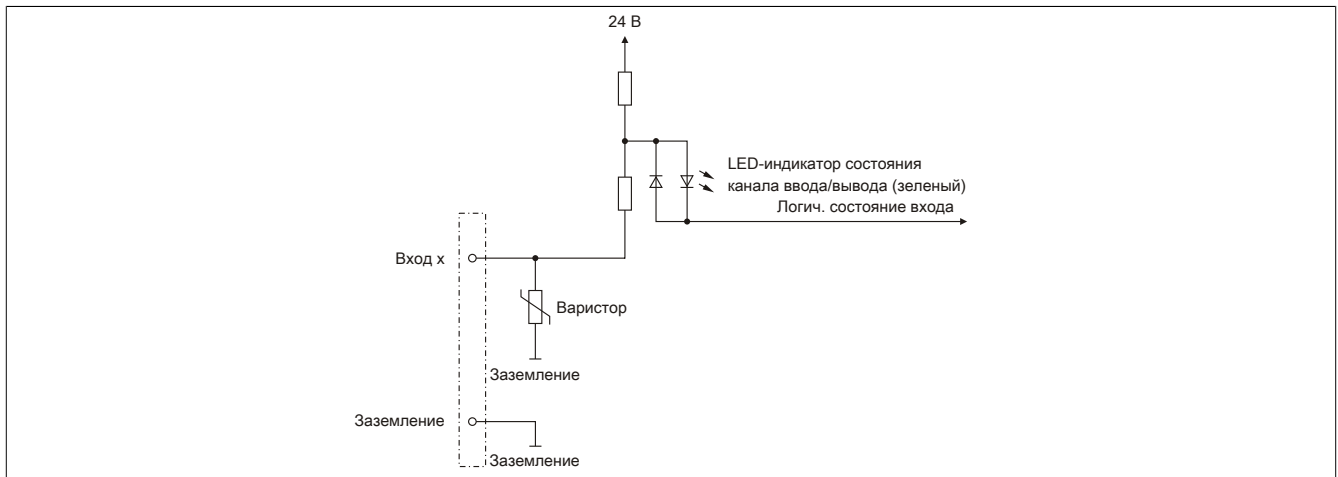 24 В
LED-индикатор состояния
канала ввода/вывода (зеленый)
Логич. состояние входа
Вход x
Варистор
Заземление
Заземление
Заземление